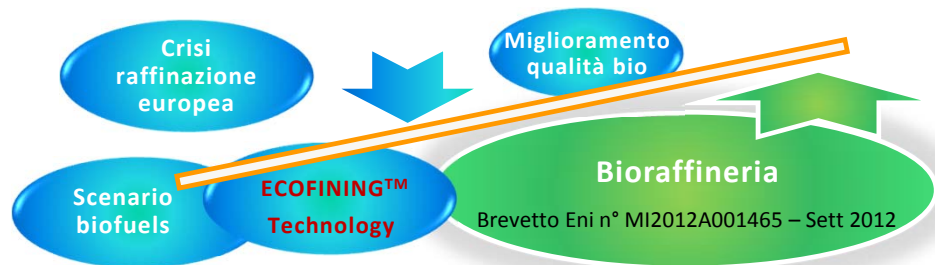 Crisi
raffinazione
europea
Miglioramento
qualità bio
Scenario
biofuels
ECOFINING™
Technology
Bioraffineria
Brevetto Eni n° MI2012A001465 – Sett 2012